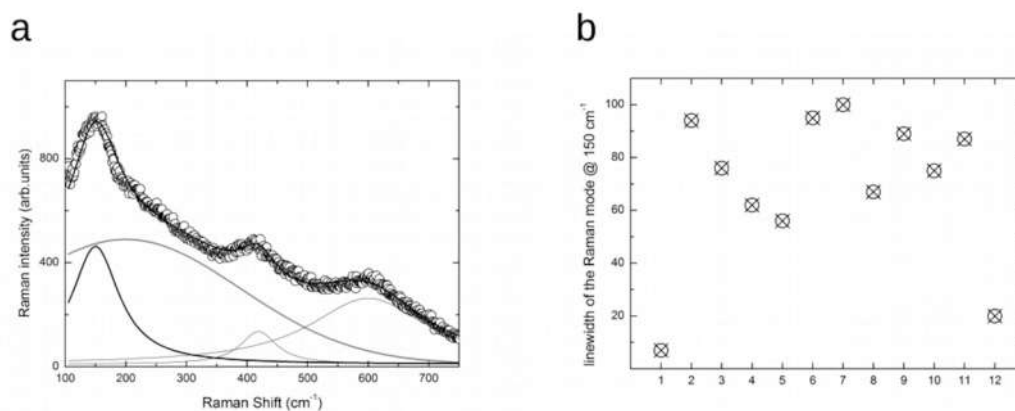 a
b
Raman intensity (arb.units)
800
400
0
100 200 300 400 500 600 700
Raman Shift (cm⁻¹)
linewidth of the Raman mode @ 150 cm⁻¹
100
80
60
40
20
1 2 3 4 5 6 7 8 9 10 11 12